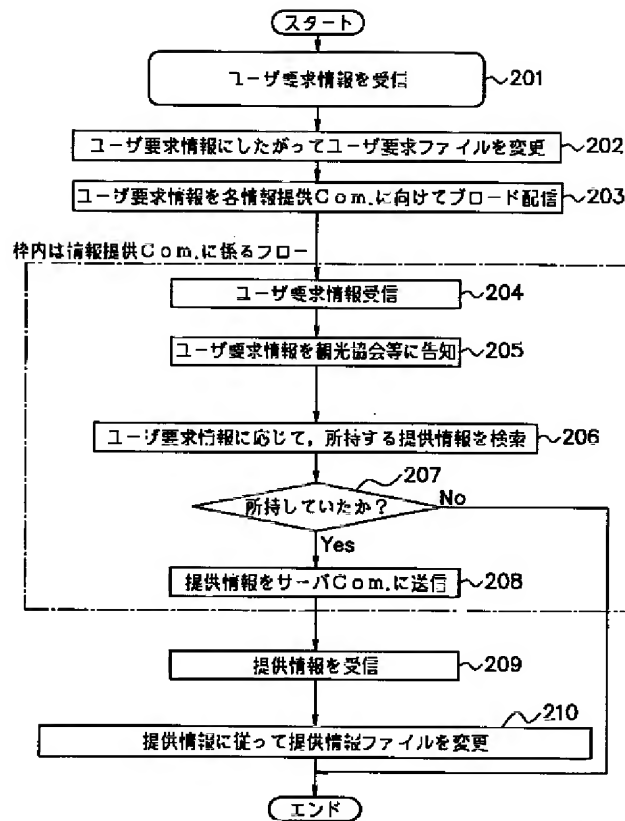 スタート
ユーザ要求情報を受信
201
ユーザ要求情報にしたがってユーザ要求ファイルを変更
202
ユーザ要求情報を各情報提供Com.に向けてブロード配信
203
枠内は情報提供Com.に係るフロー
ユーザ要求情報受信
204
ユーザ要求情報を観光協会等に告知
205
ユーザ要求情報に応じて,所持する提供情報を検索
206
207
所持していたか?
No
Yes
提供情報をサーバCom.に送信
208
提供情報を受信
209
210
提供情報に従って提供情報ファイルを変更
エンド